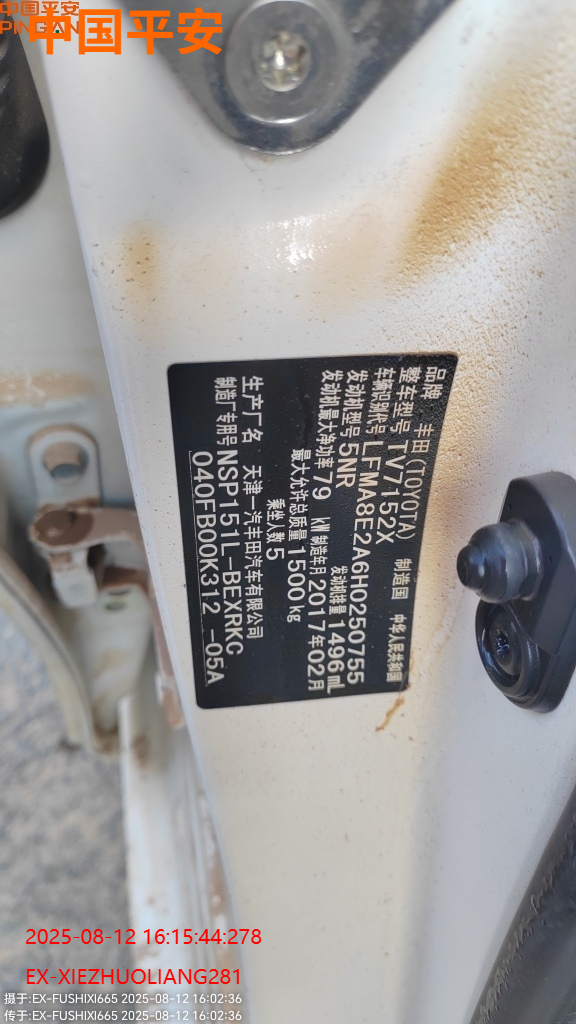 中国平安
PINGAN
中国平安
品牌 丰田(TOYOTA) 制造国 中华人民共和国
整车型号 TV7152X
车辆识别代号 LFMA8E2A6H0250755
发动机型号 5NR 发动机排量 1496 mL
发动机最大净功率 79 kW 制造年月 2017年02月
最大允许总质量 1500 kg
乘坐人数 5
生产厂名 天津一汽丰田汽车有限公司
制造厂专用号 NSP151L-BEXRKC
040FB00K312 -05A
2025-08-12 16:15:44:278
EX-XIEZHUOLIANG281
摄于:EX-FUSHIXI665 2025-08-12 16:02:36
传于:EX-FUSHIXI665 2025-08-12 16:02:36